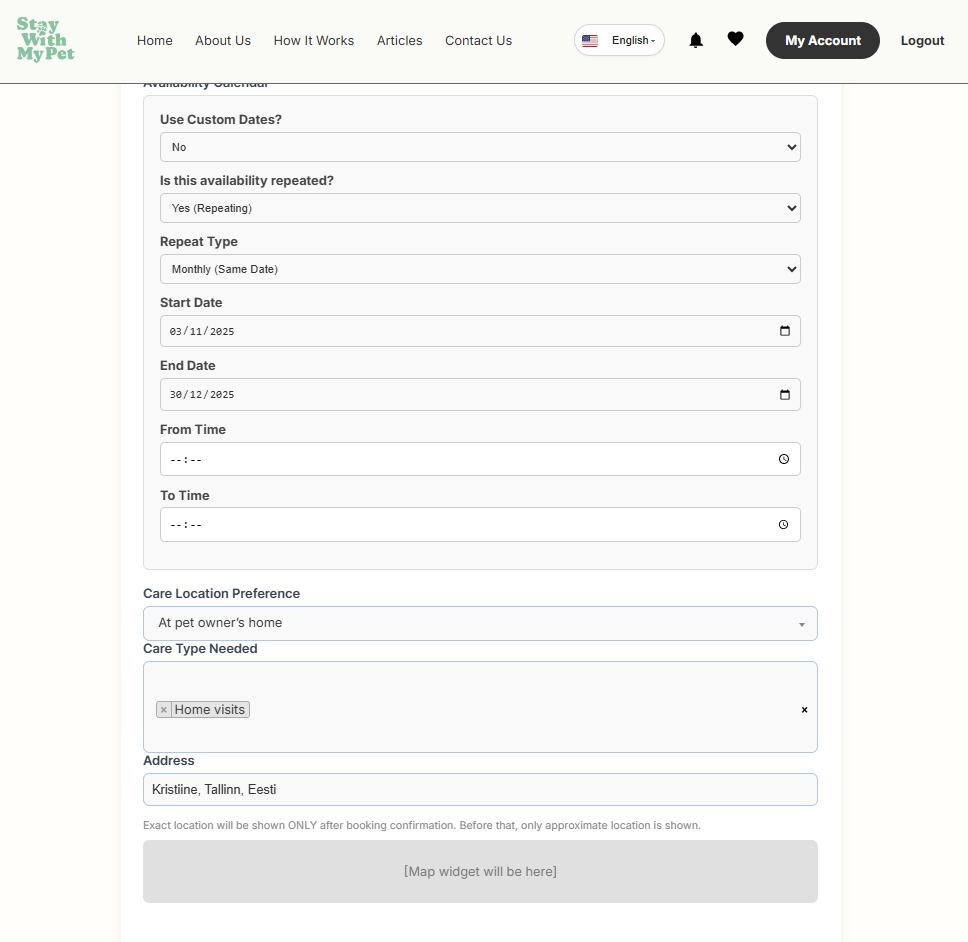 Stay
With
My Pet
Home About Us How It Works Articles Contact Us English My Account Logout
Availability Calendar
Use Custom Dates?
No
Is this availability repeated?
Yes (Repeating)
Repeat Type
Monthly (Same Date)
Start Date
03/11/2025
End Date
30/12/2025
From Time
--:--
To Time
--:--
Care Location Preference
At pet owner’s home
Care Type Needed
× Home visits ×
Address
Kristiine, Tallinn, Eesti
Exact location will be shown ONLY after booking confirmation. Before that, only approximate location is shown.
[Map widget will be here]